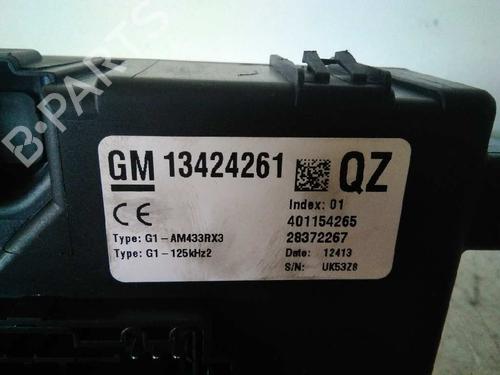 B-PARTS
GM 13424261 QZ
Index: 01
CE 401154265
Type: G1-AM433RX3 28372267
Type: G1-125kHz2 Date: 12413
S/N: UK53Z8